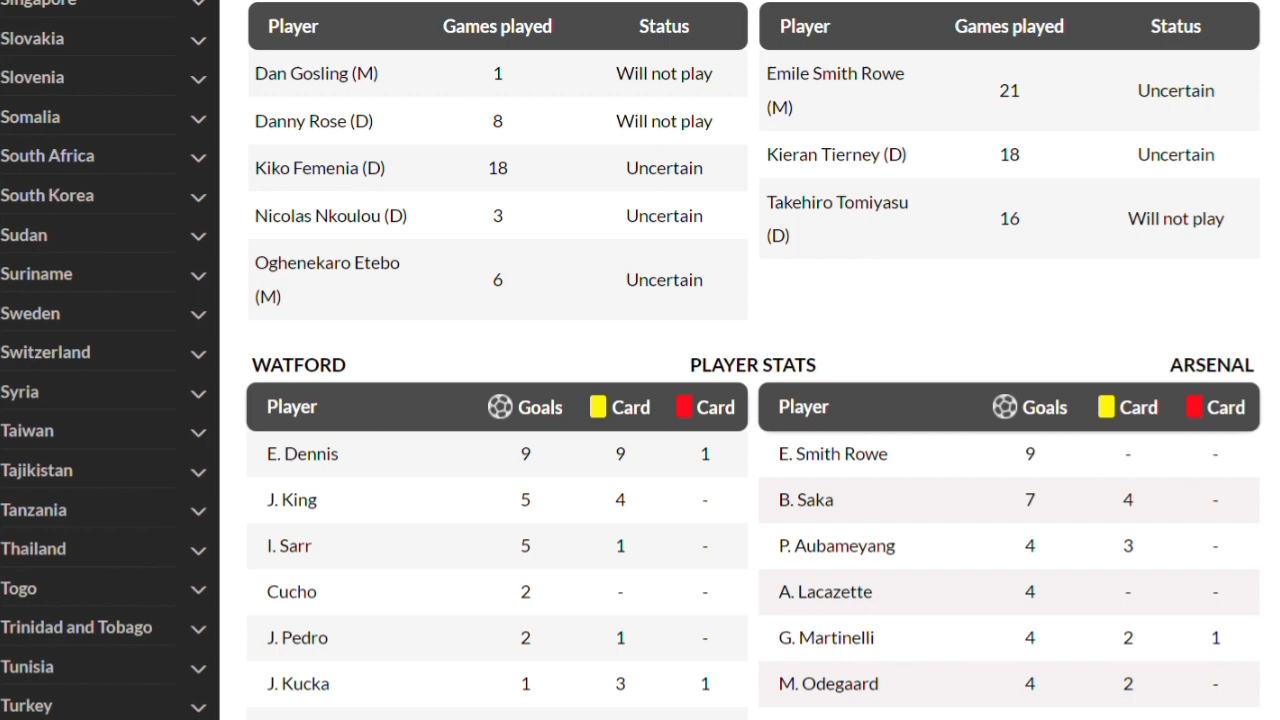 Singapore
Slovakia
Slovenia
Somalia
South Africa
South Korea
Sudan
Suriname
Sweden
Switzerland
Syria
Taiwan
Tajikistan
Tanzania
Thailand
Togo
Trinidad and Tobago
Tunisia
Turkey
Player Games played Status
Dan Gosling (M) 1 Will not play
Danny Rose (D) 8 Will not play
Kiko Femenia (D) 18 Uncertain
Nicolas Nkoulou (D) 3 Uncertain
Oghenekaro Etebo
(M) 6 Uncertain
Player Games played Status
Emile Smith Rowe
(M) 21 Uncertain
Kieran Tierney (D) 18 Uncertain
Takehiro Tomiyasu
(D) 16 Will not play
WATFORD PLAYER STATS ARSENAL
Player Goals Card Card
E. Dennis 9 9 1
J. King 5 4 -
I. Sarr 5 1 -
Cucho 2 - -
J. Pedro 2 1 -
J. Kucka 1 3 1
Player Goals Card Card
E. Smith Rowe 9 - -
B. Saka 7 4 -
P. Aubameyang 4 3 -
A. Lacazette 4 - -
G. Martinelli 4 2 1
M. Odegaard 4 2 -